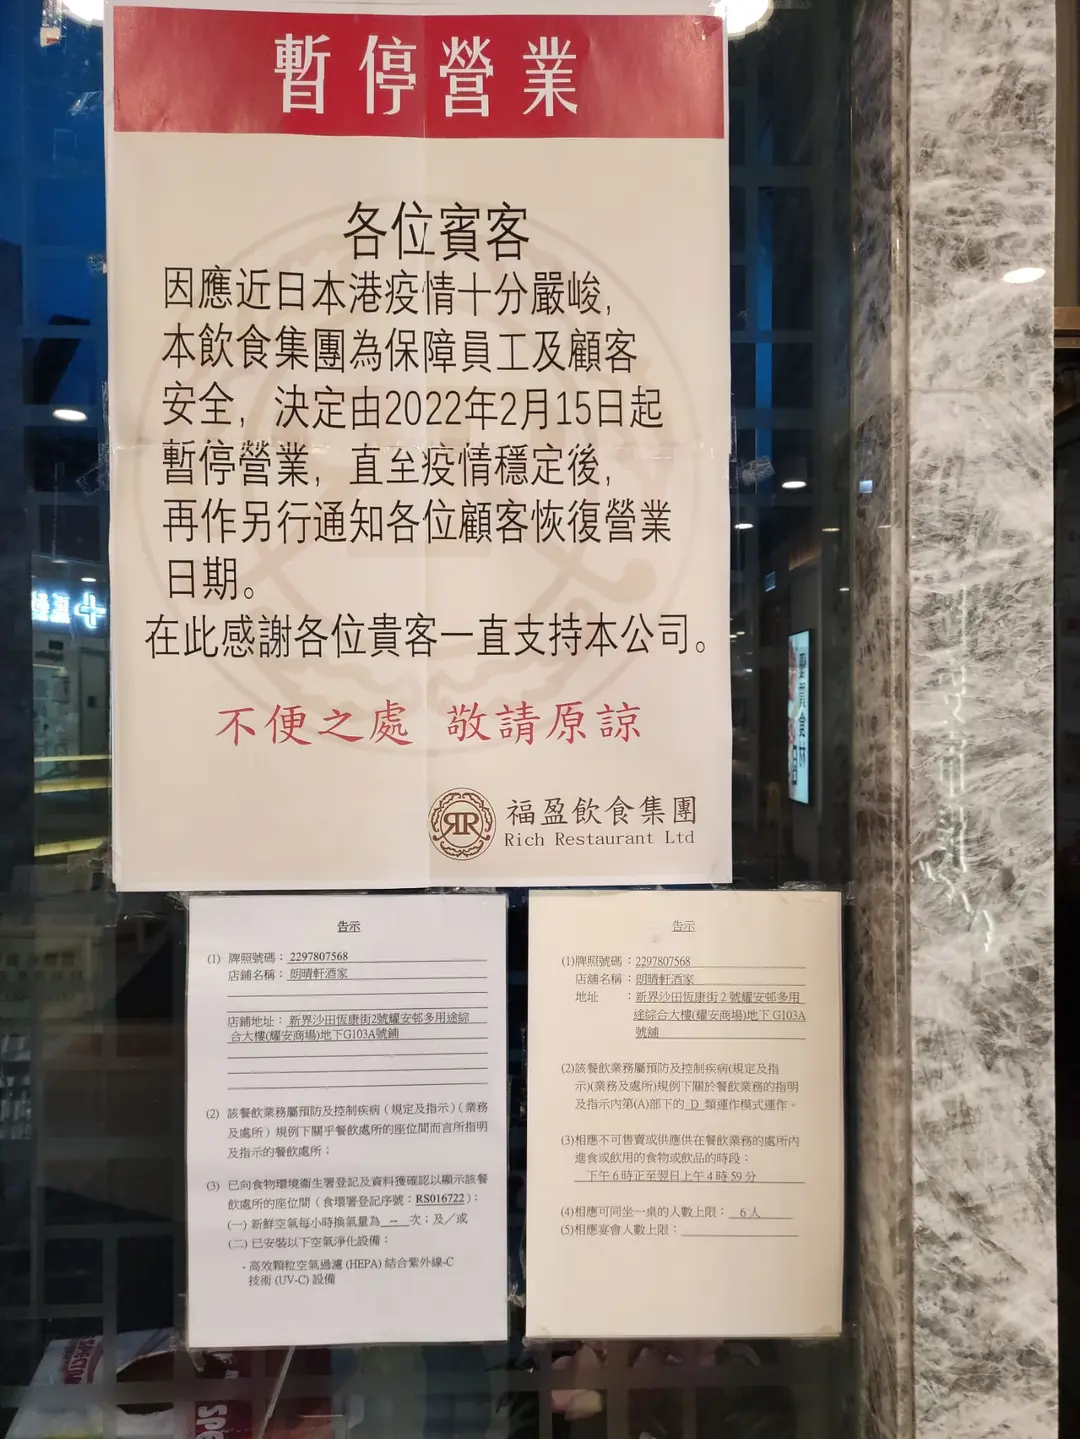 暫停營業
各位賓客
因應近日本港疫情十分嚴峻,
本飲食集團為保障員工及顧客
安全, 決定由2022年2月15日起
暫停營業, 直至疫情穩定後,
再作另行通知各位顧客恢復營業
日期。
在此感謝各位貴客一直支持本公司。
不便之處 敬請原諒
RR
福盈飲食集團
Rich Restaurant Ltd
告示
(1) 牌照號碼: 2297807568
店鋪名稱: 朗晴軒酒家
店鋪地址: 新界沙田恆康街2號耀安邨多用途綜
合大樓(耀安商場)地下G103A號鋪
(2) 該餐飲業務屬預防及控制疾病(規定及指示)(業務
及處所)規例下關乎餐飲處所的座位間而言所指明
及指示的餐飲處所;
(3) 已向食物環境衞生署登記及資料獲確認以顯示該餐
飲處所的座位間(食環署登記序號: RS016722):
(一) 新鮮空氣每小時換氣量為 -- 次;及/或
(二) 已安裝以下空氣淨化設備:
- 高效顆粒空氣過濾 (HEPA) 結合紫外線-C
技術 (UV-C) 設備
告示
(1)牌照號碼:2297807568
店舖名稱:朗晴軒酒家
地址 :新界沙田恆康街2號耀安邨多用
途綜合大樓(耀安商場)地下 G103A
號舖
(2)該餐飲業務屬預防及控制疾病(規定及指
示)(業務及處所)規例下關於餐飲業務的指明
及指示內第(A)部下的 D 類運作模式運作。
(3)相應不可售賣或供應供在餐飲業務的處所內
進食或飲用的食物或飲品的時段:
下午6時正至翌日上午4時59分
(4)相應可同坐一桌的人數上限: 6人
(5)相應宴會人數上限: